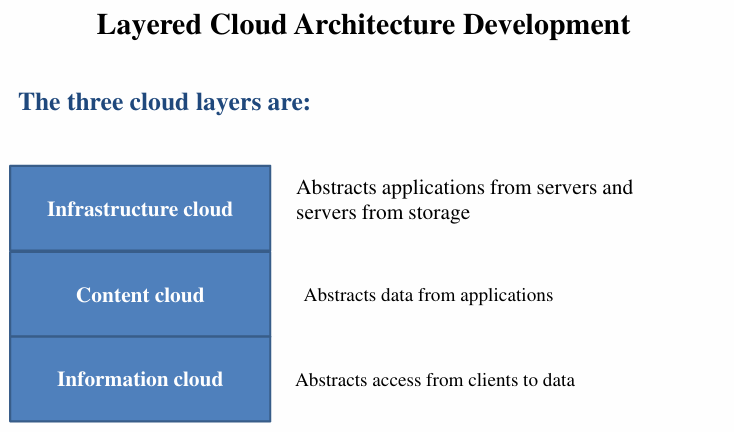 Layered Cloud Architecture Development
The three cloud layers are:
Infrastructure cloud
Abstracts applications from servers and
servers from storage
Content cloud
Abstracts data from applications
Information cloud
Abstracts access from clients to data